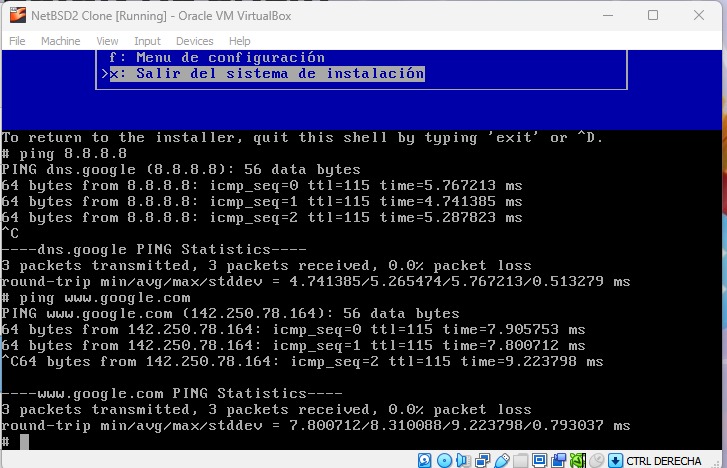 NetBSD2 Clone [Running] - Oracle VM VirtualBox
File Machine View Input Devices Help
f: Menu de configuración
>x: Salir del sistema de instalación
To return to the installer, quit this shell by typing 'exit' or ^D.
# ping 8.8.8.8
PING dns.google (8.8.8.8): 56 data bytes
64 bytes from 8.8.8.8: icmp_seq=0 ttl=115 time=5.767213 ms
64 bytes from 8.8.8.8: icmp_seq=1 ttl=115 time=4.741385 ms
64 bytes from 8.8.8.8: icmp_seq=2 ttl=115 time=5.287823 ms
^C
----dns.google PING Statistics----
3 packets transmitted, 3 packets received, 0.0% packet loss
round-trip min/avg/max/stddev = 4.741385/5.265474/5.767213/0.513279 ms
# ping www.google.com
PING www.google.com (142.250.78.164): 56 data bytes
64 bytes from 142.250.78.164: icmp_seq=0 ttl=115 time=7.905753 ms
64 bytes from 142.250.78.164: icmp_seq=1 ttl=115 time=7.800712 ms
^C64 bytes from 142.250.78.164: icmp_seq=2 ttl=115 time=9.223798 ms
----www.google.com PING Statistics----
3 packets transmitted, 3 packets received, 0.0% packet loss
round-trip min/avg/max/stddev = 7.800712/8.310088/9.223798/0.793037 ms
#
CTRL DERECHA